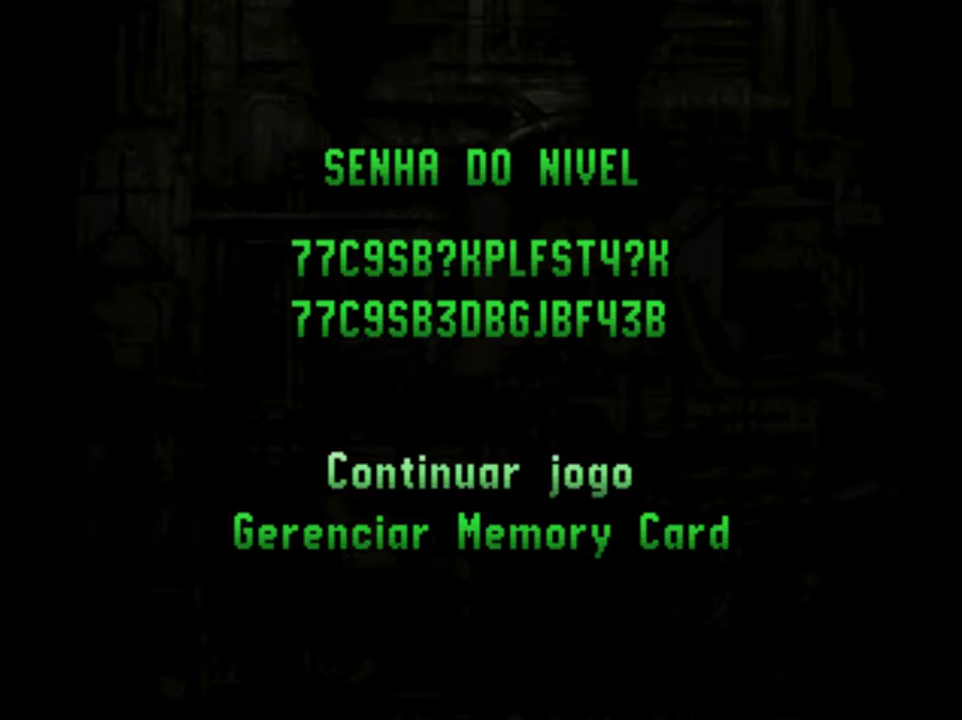 SENHA DO NIVEL
77C9SB?KPLFST4?K
77C9SB3DBGJBF43B
Continuar jogo
Gerenciar Memory Card